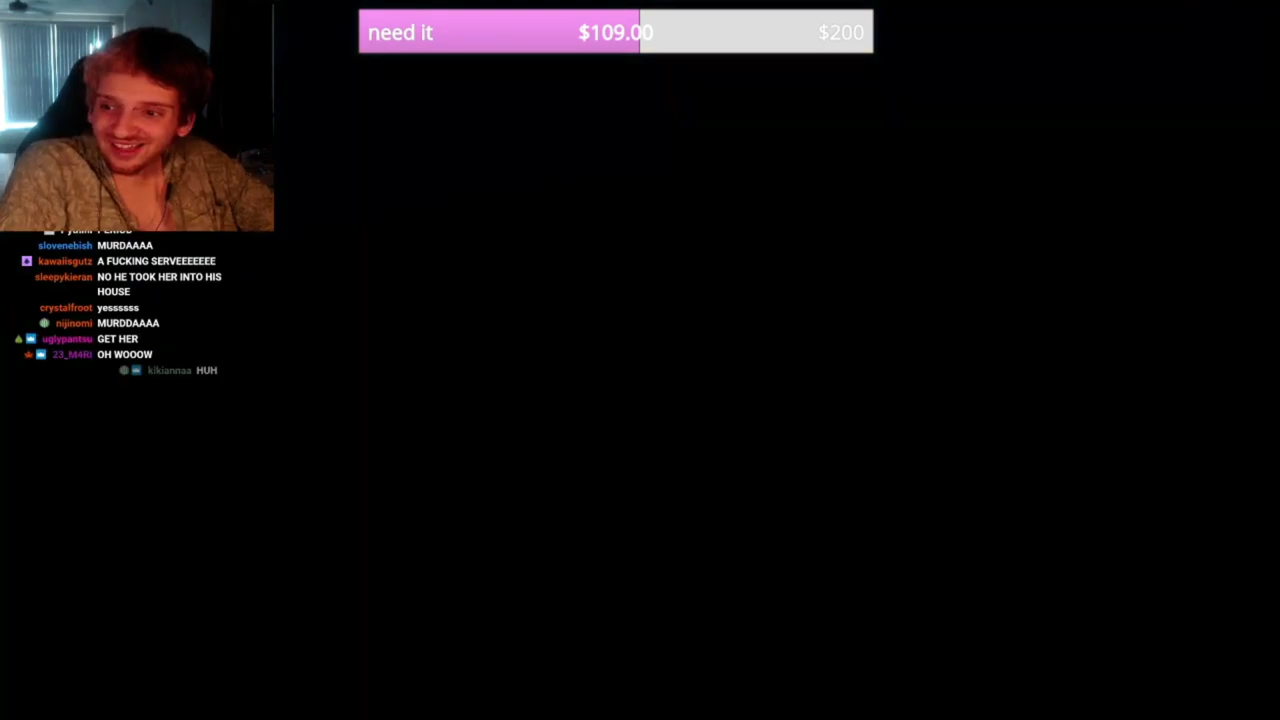 need it $109.00 $200
slovenebish MURDAAAA
kawaiisgutz A FUCKING SERVEEEEEEE
sleepykieran NO HE TOOK HER INTO HIS
HOUSE
crystalfroot yessssss
nijinomi MURDDAAAA
uglypantsu GET HER
23_M4RI OH WOOOW
kikiannaa HUH